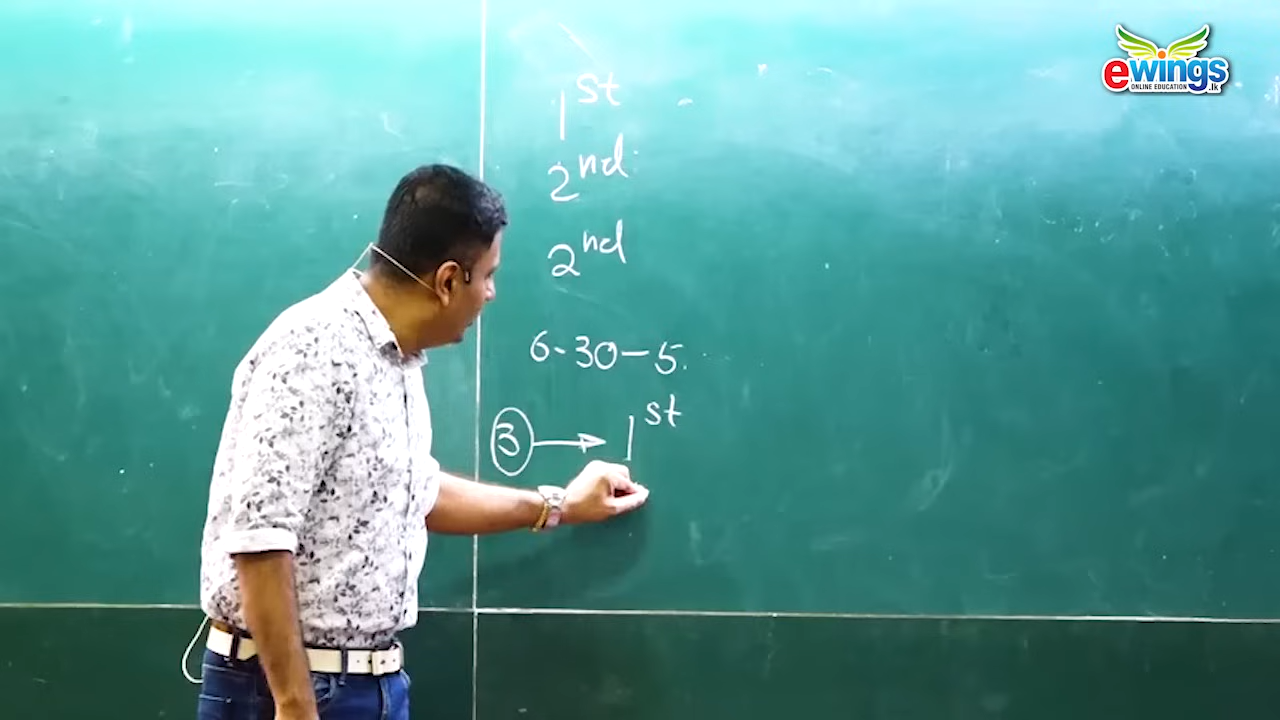 1st
2nd
2nd
6-30-5.
3 → 1st
ewings
ONLINE EDUCATION .lk